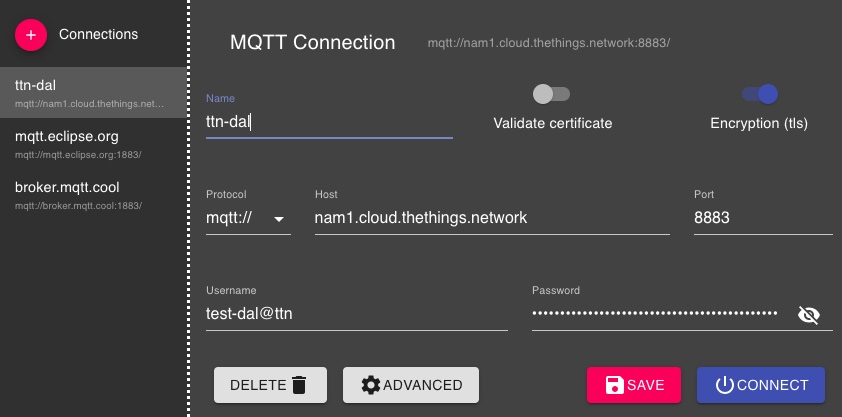 Connections
ttn-dal
mqtt://nam1.cloud.thethings.net...
mqtt.eclipse.org
mqtt://mqtt.eclipse.org:1883/
broker.mqtt.cool
mqtt://broker.mqtt.cool:1883/
MQTT Connection mqtt://nam1.cloud.thethings.network:8883/
Name
ttn-dal
Validate certificate Encryption (tls)
Protocol Host Port
mqtt:// nam1.cloud.thethings.network 8883
Username Password
test-dal@ttn
DELETE ADVANCED SAVE CONNECT